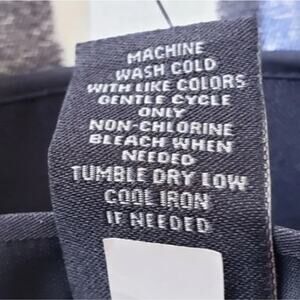 MACHINE
WASH COLD
WITH LIKE COLORS
GENTLE CYCLE
ONLY
NON-CHLORINE
BLEACH WHEN
NEEDED
TUMBLE DRY LOW
COOL IRON
IF NEEDED